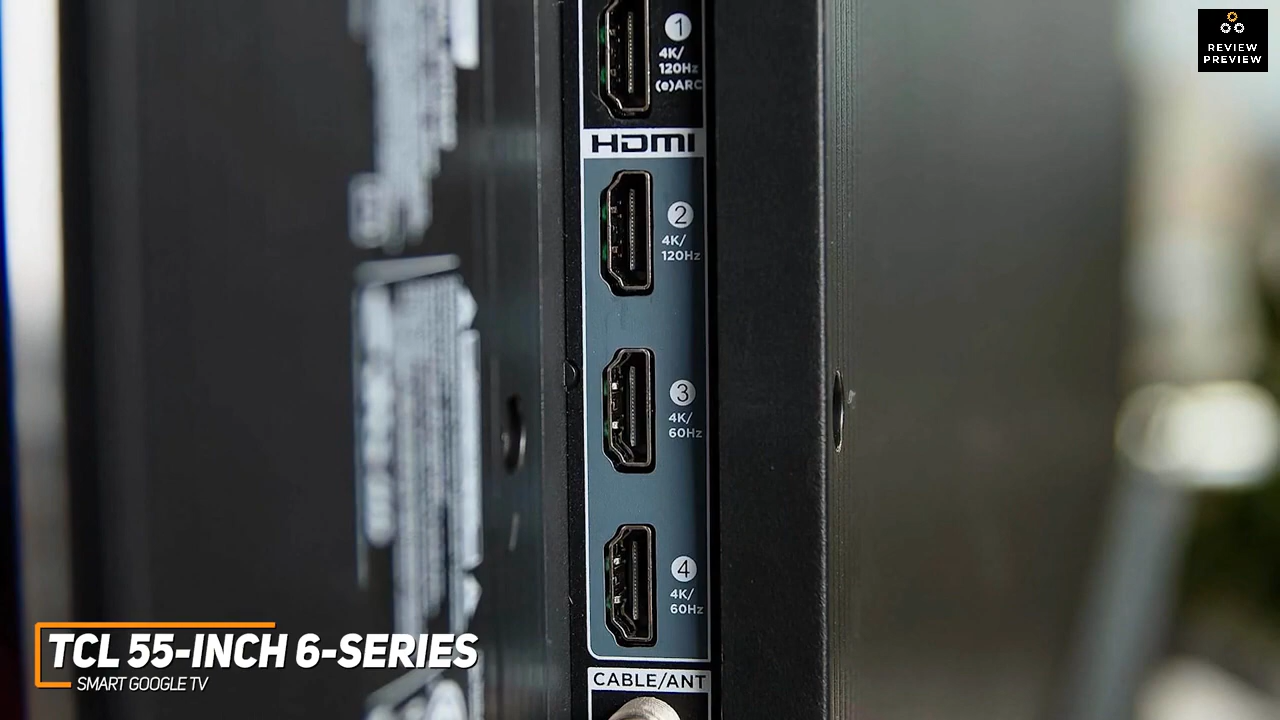 1
4K/
120Hz
(e)ARC
HDMI
2
4K/
120Hz
3
4K/
60Hz
4
4K/
60Hz
CABLE/ANT
REVIEW
PREVIEW
TCL 55-INCH 6-SERIES
SMART GOOGLE TV